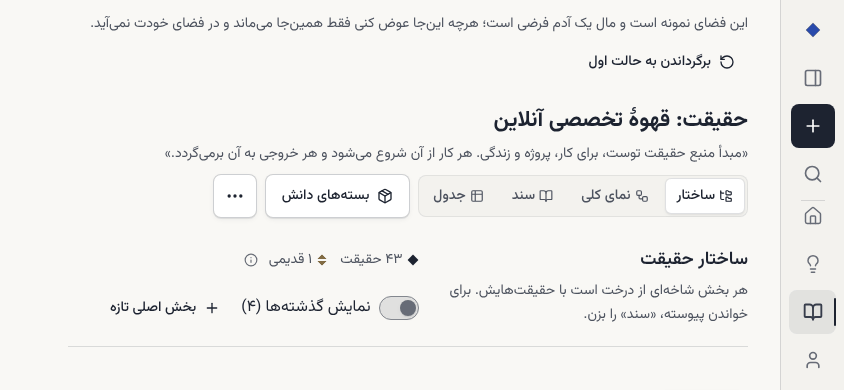 این فضای نمونه است و مال یک آدم فرضی است؛ هرچه این‌جا عوض کنی فقط همین‌جا می‌ماند و در فضای خودت نمی‌آید.
برگرداندن به حالت اول
حقیقت: قهوهٔ تخصصی آنلاین
«مبدأ منبع حقیقت توست، برای کار، پروژه و زندگی. هر کار از آن شروع می‌شود و هر خروجی به آن برمی‌گردد.»
ساختار نمای کلی سند جدول بسته‌های دانش
ساختار حقیقت
هر بخش شاخه‌ای از درخت است با حقیقت‌هایش. برای
خواندن پیوسته، «سند» را بزن.
۴۳ حقیقت ۱ قدیمی
نمایش گذشته‌ها (۴) بخش اصلی تازه